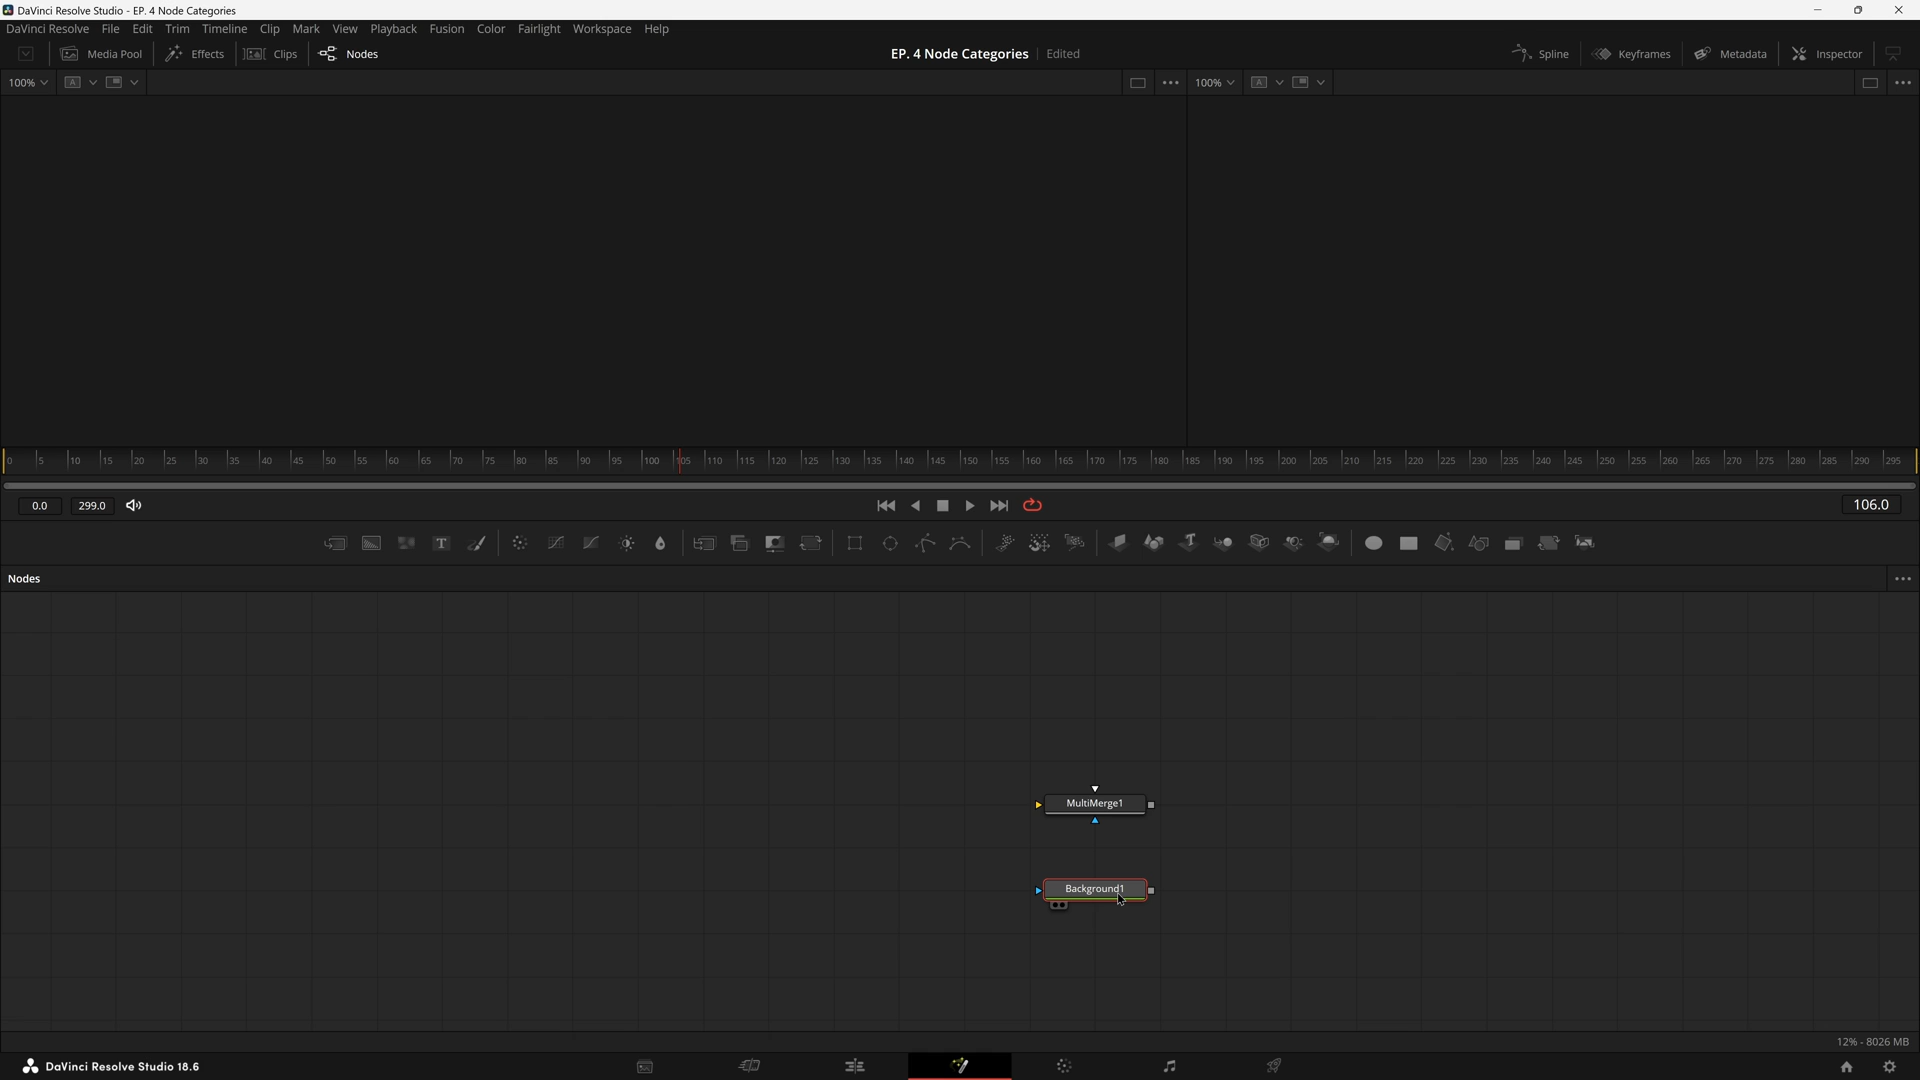 DaVinci Resolve Studio - EP. 4 Node Categories
DaVinci Resolve File Edit Trim Timeline Clip Mark View Playback Fusion Color Fairlight Workspace Help
Media Pool Effects Clips Nodes EP. 4 Node Categories Edited Spline Keyframes Metadata Inspector
100% A 100% A
0 5 10 15 20 25 30 35 40 45 50 55 60 65 70 75 80 85 90 95 100 105 110 115 120 125 130 135 140 145 150 155 160 165 170 175 180 185 190 195 200 205 210 215 220 225 230 235 240 245 250 255 260 265 270 275 280 285 290 295
0.0 299.0 106.0
T
Nodes
MultiMerge1
Background1
12% - 8026 MB
DaVinci Resolve Studio 18.6